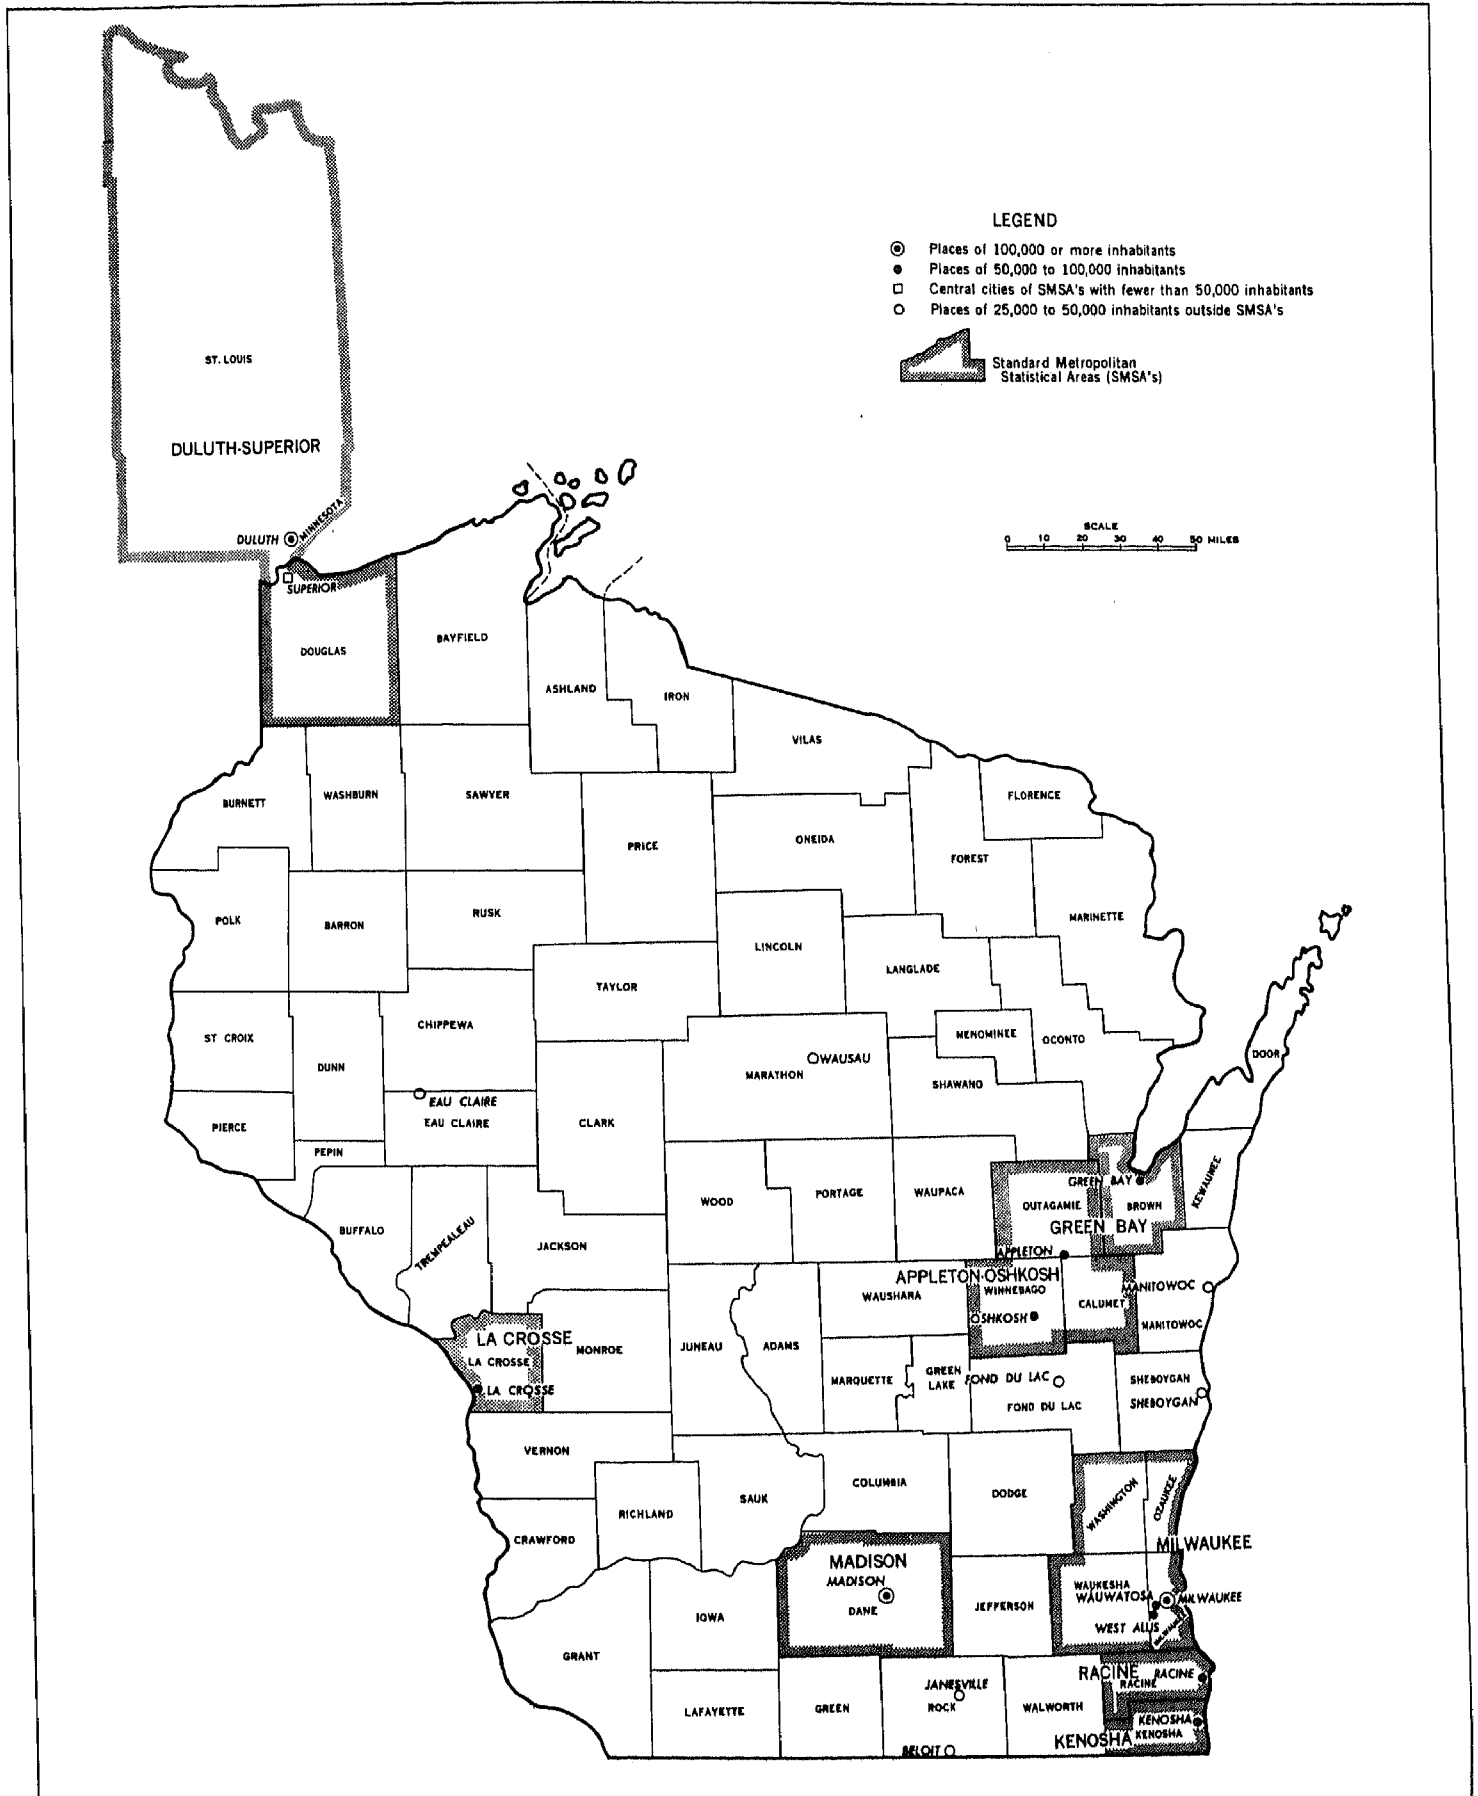 LEGEND
Places of 100,000 or more inhabitants
Places of 50,000 to 100,000 inhabitants
Central cities of SMSA's with fewer than 50,000 inhabitants
Places of 25,000 to 50,000 inhabitants outside SMSA's
Standard Metropolitan
Statistical Areas (SMSA's)
ST. LOUIS
DULUTH-SUPERIOR
DULUTH
MINNESOTA
SCALE
0 10 20 30 40 50 MILES
SUPERIOR
DOUGLAS
BAYFIELD
ASHLAND
IRON
VILAS
BURNETT
WASHBURN
SAWYER
FLORENCE
PRICE
ONEIDA
FOREST
POLK
BARRON
RUSK
MARINETTE
LINCOLN
LANGLADE
TAYLOR
ST CROIX
CHIPPEWA
MENOMINEE
OCONTO
DOOR
DUNN
WAUSAU
MARATHON
SHAWANO
EAU CLAIRE
EAU CLAIRE
CLARK
PIERCE
PEPIN
WOOD
PORTAGE
WAUPACA
OUTAGAMIE
GREEN BAY
BROWN
KEWAUNEE
GREEN BAY
BUFFALO
TREMPEALEAU
JACKSON
APPLETON
APPLETON-OSHKOSH
WAUSHARA
WINNEBAGO
CALUMET
MANITOWOC
OSHKOSH
MANITOWOC
LA CROSSE
LA CROSSE
LA CROSSE
MONROE
JUNEAU
ADAMS
MARQUETTE
GREEN
LAKE
FOND DU LAC
FOND DU LAC
SHEBOYGAN
SHEBOYGAN
VERNON
RICHLAND
SAUK
COLUMBIA
DODGE
WASHINGTON
OZAUKEE
CRAWFORD
MILWAUKEE
MADISON
MADISON
DANE
JEFFERSON
WAUKESHA
WAUWATOSA
MILWAUKEE
WEST ALLIS
MILWAUKEE
GRANT
IOWA
LAFAYETTE
GREEN
JANESVILLE
ROCK
BELOIT
WALWORTH
RACINE
RACINE
RACINE
KENOSHA
KENOSHA
KENOSHA